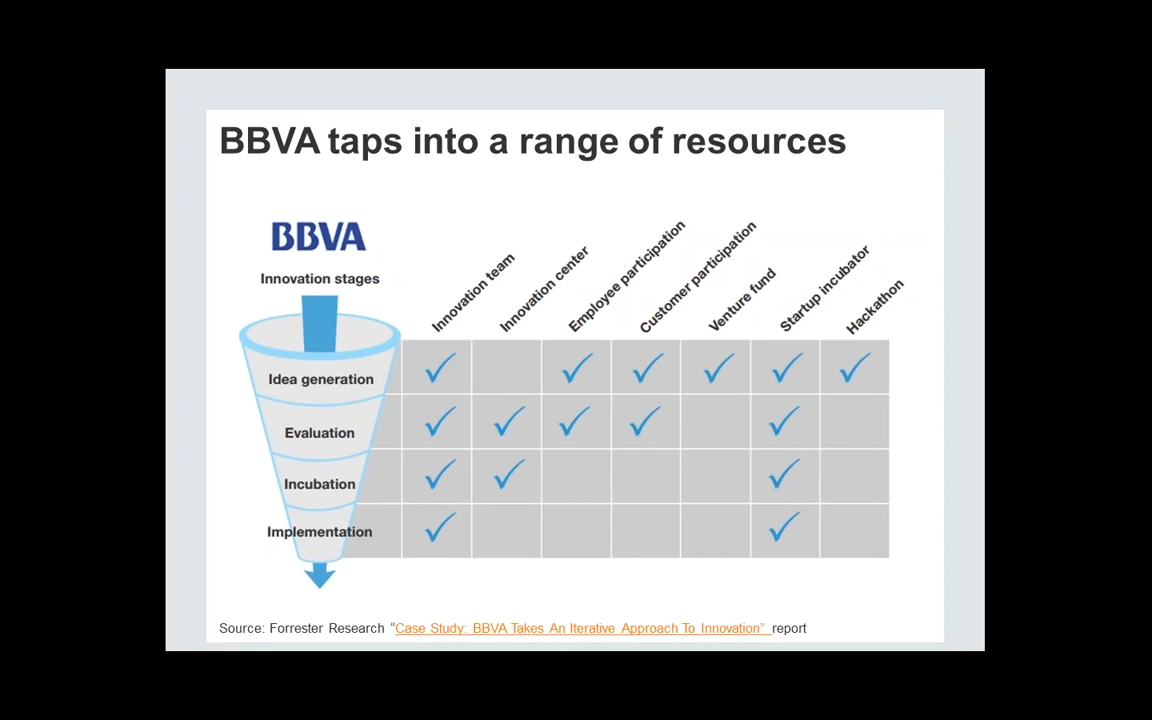 BBVA taps into a range of resources
BBVA
Innovation stages
Innovation team
Innovation center
Employee participation
Customer participation
Venture fund
Startup incubator
Hackathon
Idea generation
Evaluation
Incubation
Implementation
Source: Forrester Research “Case Study: BBVA Takes An Iterative Approach To Innovation” report